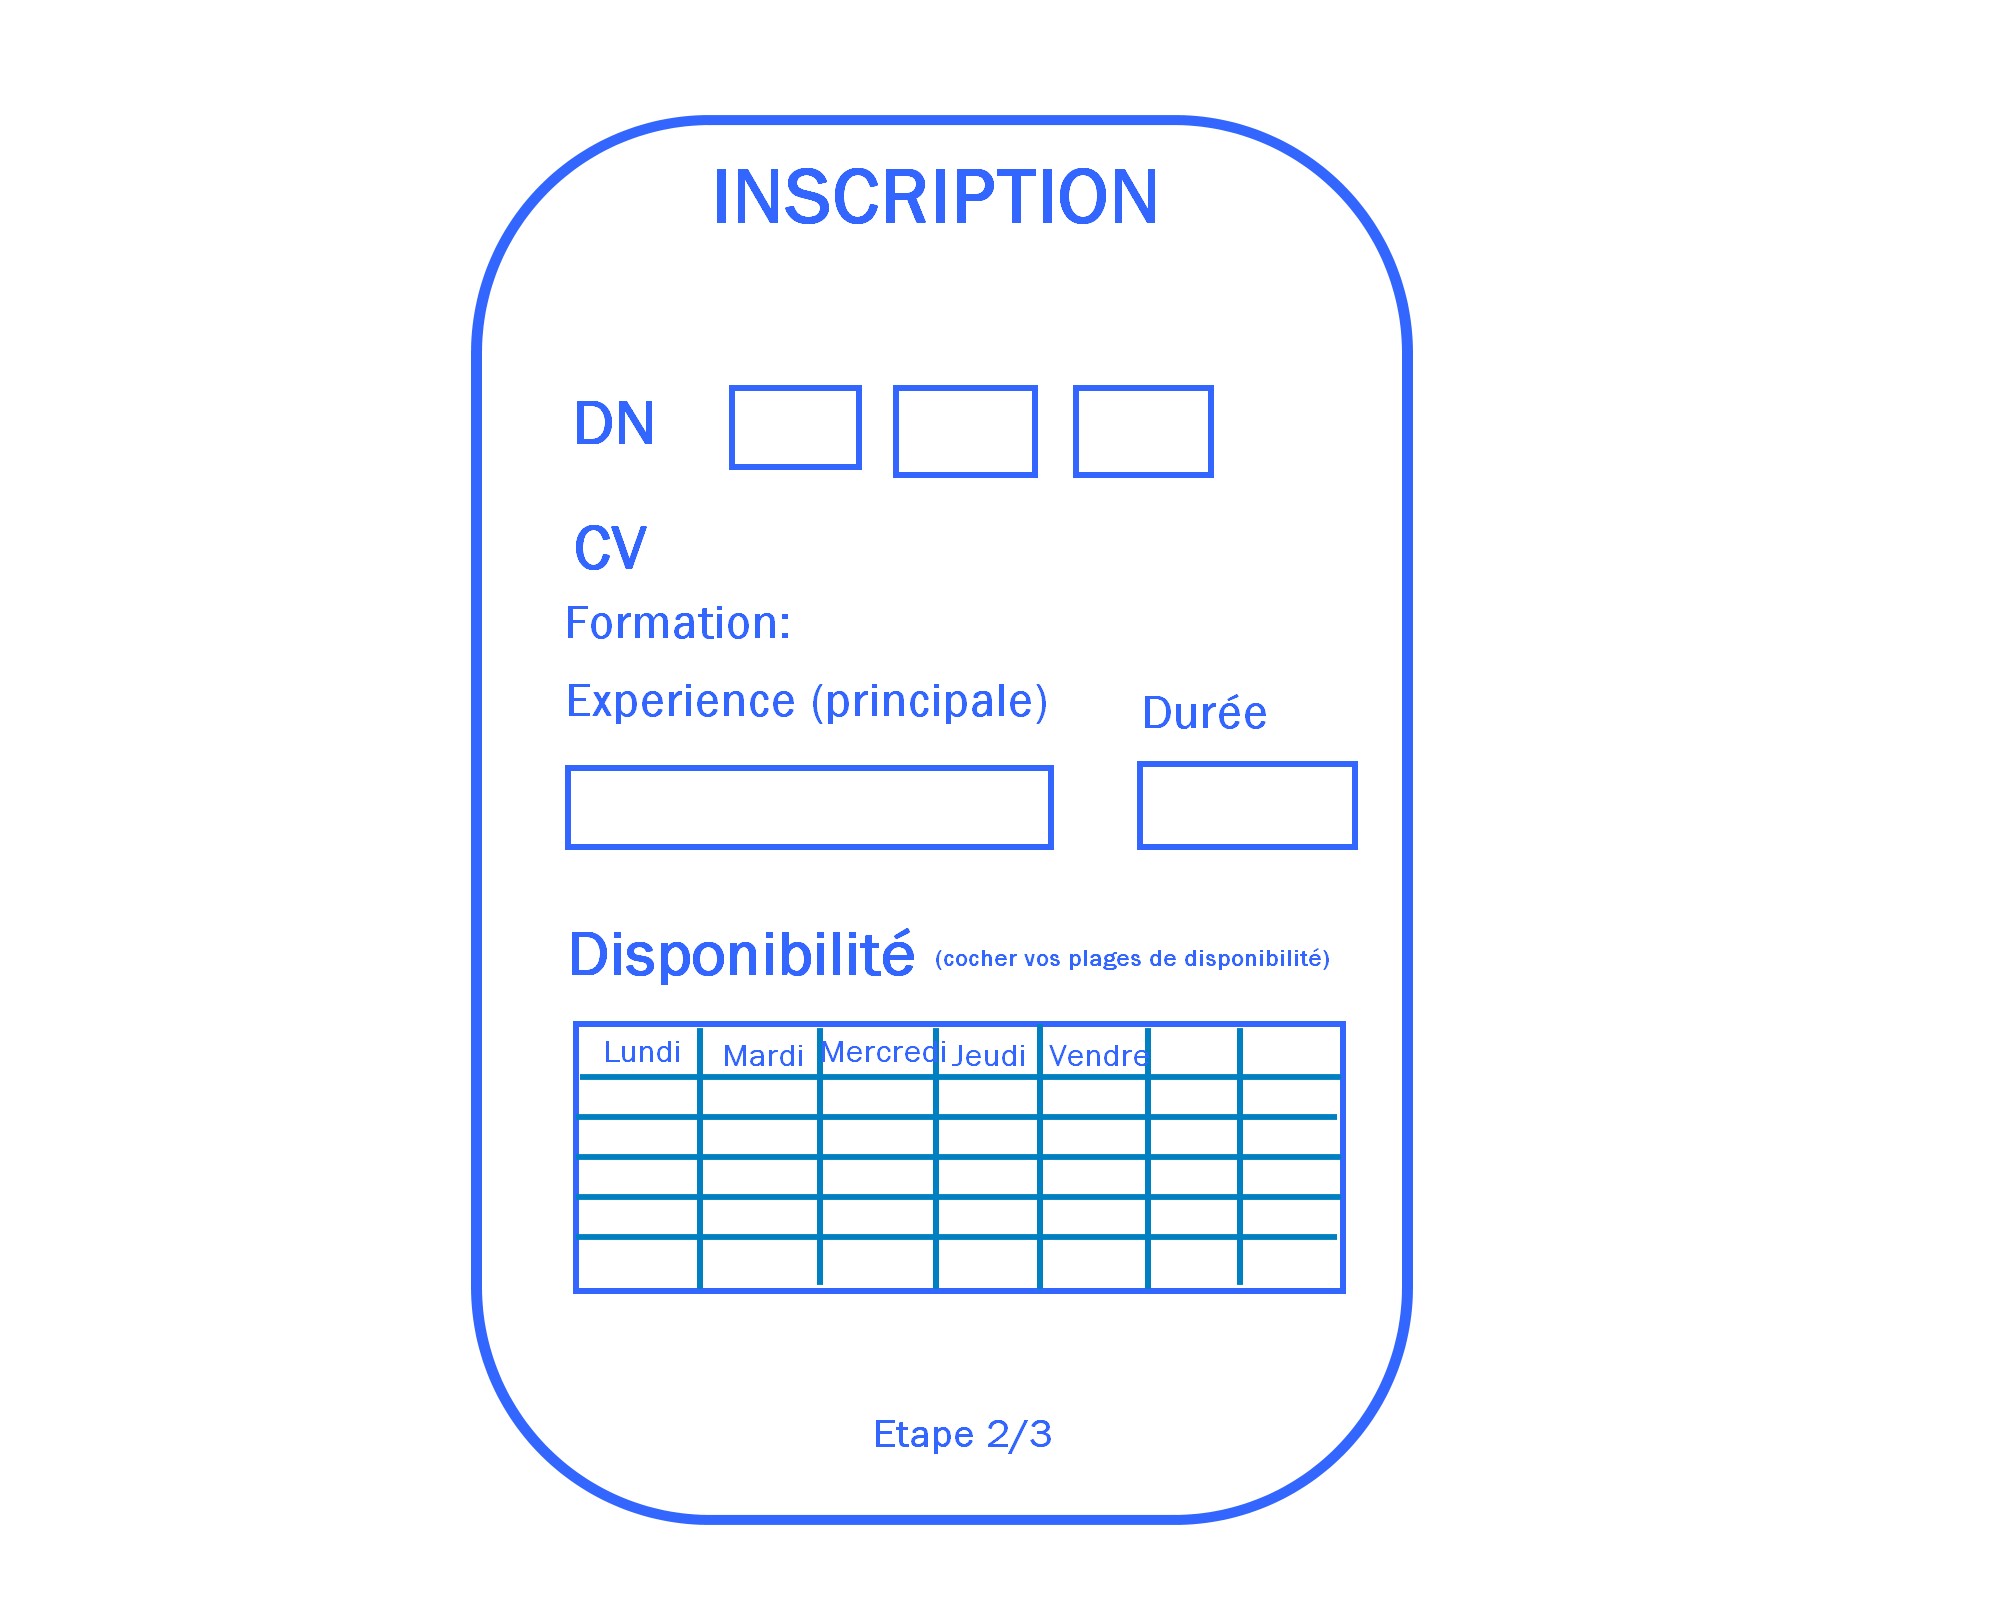 INSCRIPTION
DN
CV
Formation:
Experience (principale) Durée
Disponibilité (cocher vos plages de disponibilité)
Lundi Mardi Mercredi Jeudi Vendre
Etape 2/3